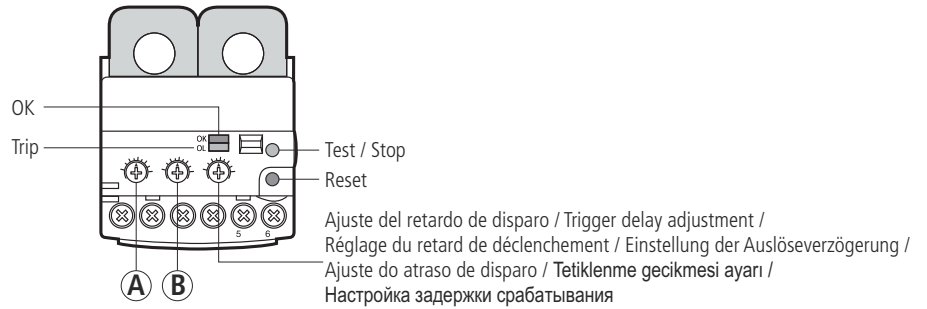 OK
Trip
OK
OL
Test / Stop
Reset
5
6
A
B
Ajuste del retardo de disparo / Trigger delay adjustment /
Réglage du retard de déclenchement / Einstellung der Auslöseverzögerung /
Ajuste do atraso de disparo / Tetiklenme gecikmesi ayarı /
Настройка задержки срабатывания